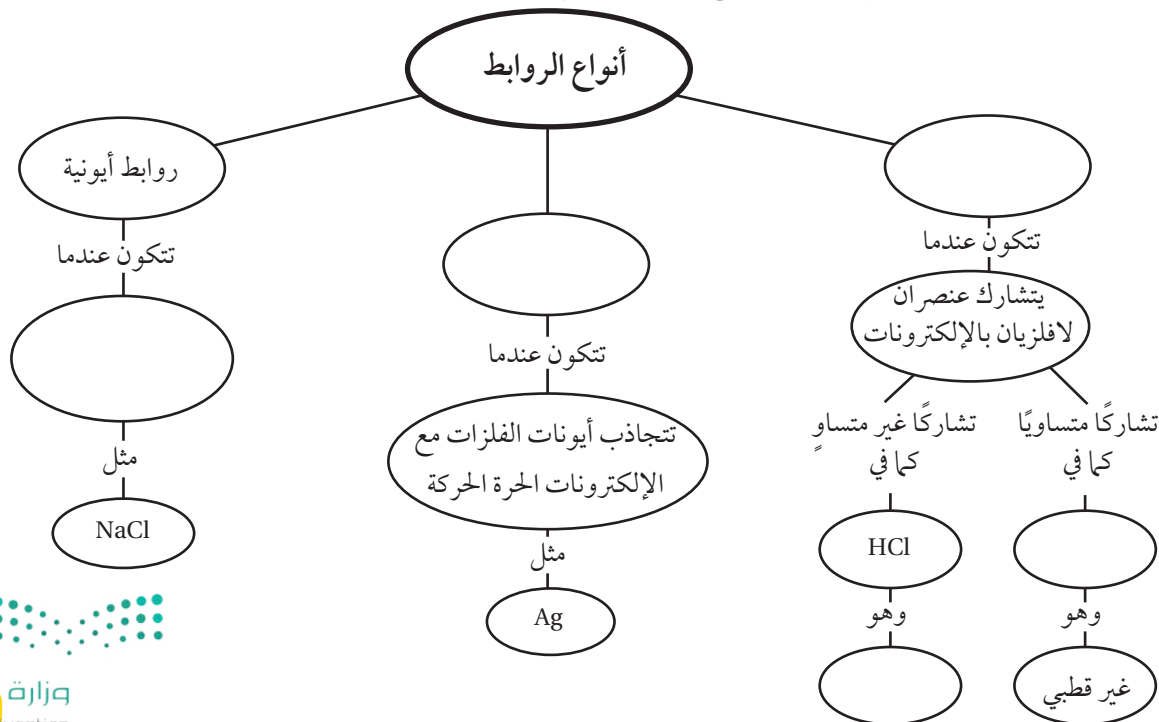 أنواع الروابط
روابط أيونية
تتكون عندما
تتكون عندما
يتشارك عنصران
لافلزيان بالإلكترونات
تتكون عندما
تشاركًا متساويًا
كما في
تشاركًا غير متساوٍ
كما في
تتجاذب أيونات الفلزات مع
الإلكترونات الحرة الحركة
مثل
NaCl
HCl
مثل
Ag
وهو
وهو
غير قطبي
وزارة